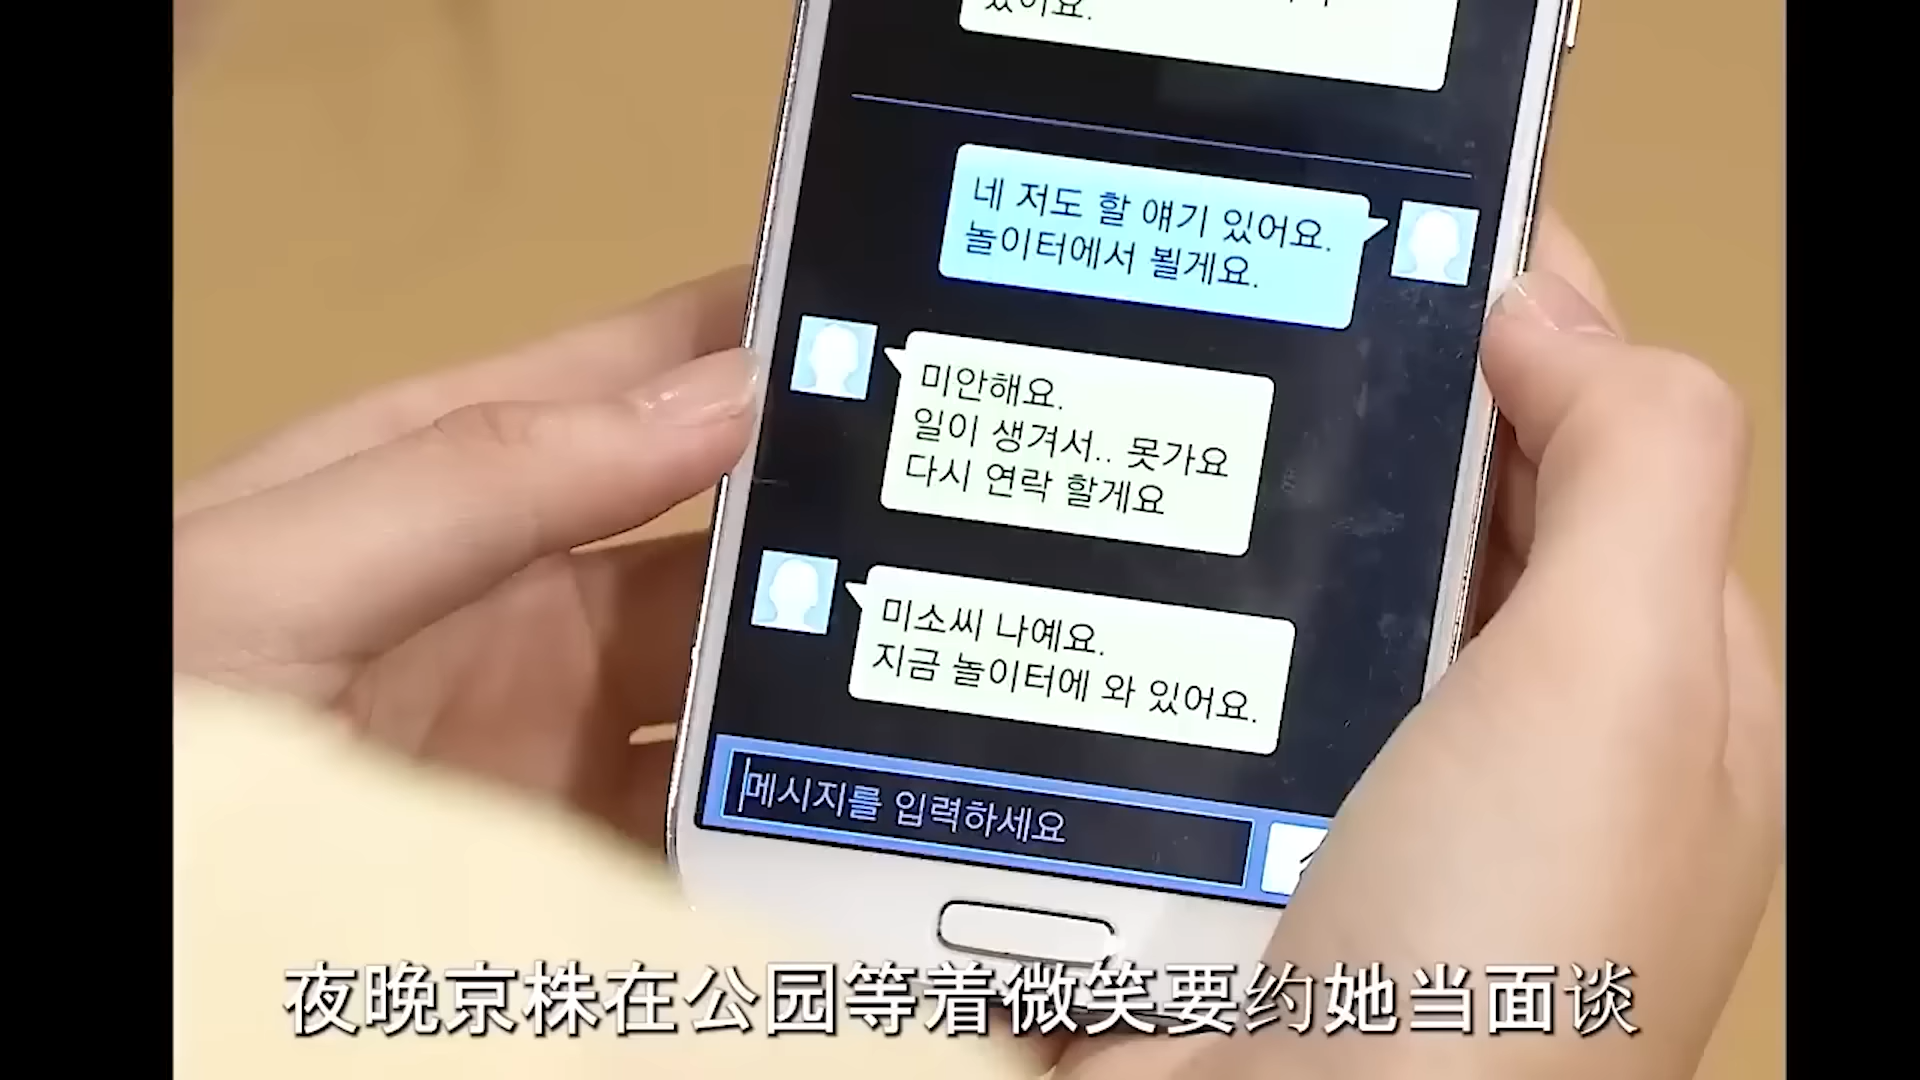 있어요.
네 저도 할 얘기 있어요.
놀이터에서 뵐게요.
미안해요.
일이 생겨서.. 못가요
다시 연락 할게요
미소씨 나예요.
지금 놀이터에 와 있어요.
메시지를 입력하세요
夜晚京株在公园等着微笑要约她当面谈